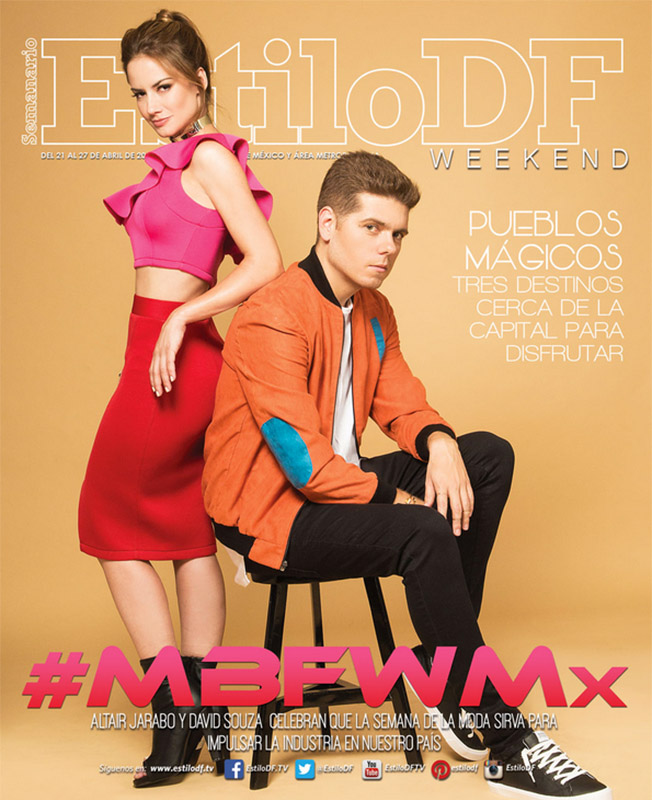 Semanario
EstiloDF
WEEKEND
DEL 21 AL 27 DE ABRIL DE 20 E MÉXICO Y ÁREA METRO
PUEBLOS
MÁGICOS
TRES DESTINOS
CERCA DE LA
CAPITAL PARA
DISFRUTAR
#MBFWMx
ALTAIR JARABO Y DAVID SOUZA CELEBRAN QUE LA SEMANA DE LA MODA SIRVA PARA
IMPULSAR LA INDUSTRIA EN NUESTRO PAÍS
Síguenos en: www.estilodf.tv f EstiloDF.TV @EstiloDF You Tube EstiloDFTV estilodf EstiloDF